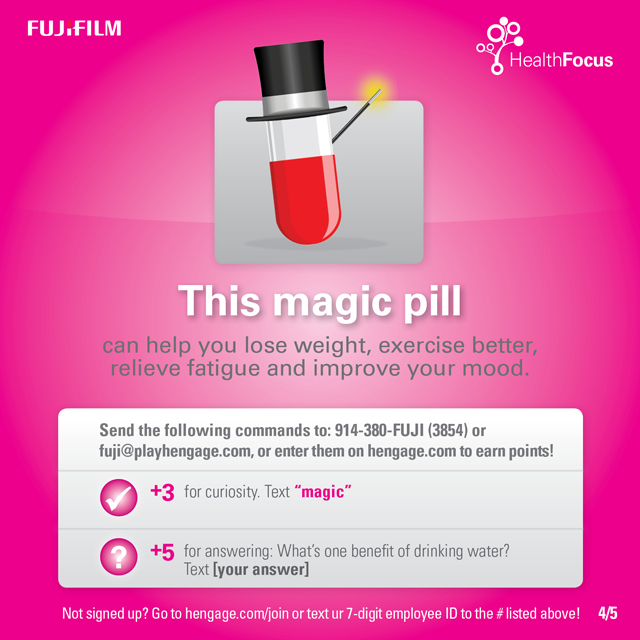 FUJIFILM
HealthFocus
This magic pill
can help you lose weight, exercise better,
relieve fatigue and improve your mood.
Send the following commands to: 914-380-FUJI (3854) or
fuji@playhengage.com, or enter them on hengage.com to earn points!
+3 for curiosity. Text “magic”
? +5 for answering: What's one benefit of drinking water?
Text [your answer]
Not signed up? Go to hengage.com/join or text ur 7-digit employee ID to the # listed above! 4/5